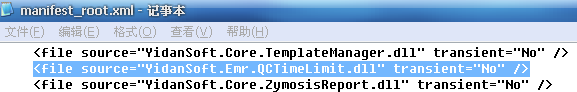 manifest_root.xml - 记事本
文件(F) 编辑(E) 格式(O) 查看(V) 帮助(H)
<file source="YidanSoft.Core.TemplateManager.dll" transient="No" />
<file source="YidanSoft.Emr.QCTimeLimit.dll" transient="No" />
<file source="YidanSoft.Core.ZymosisReport.dll" transient="No" />